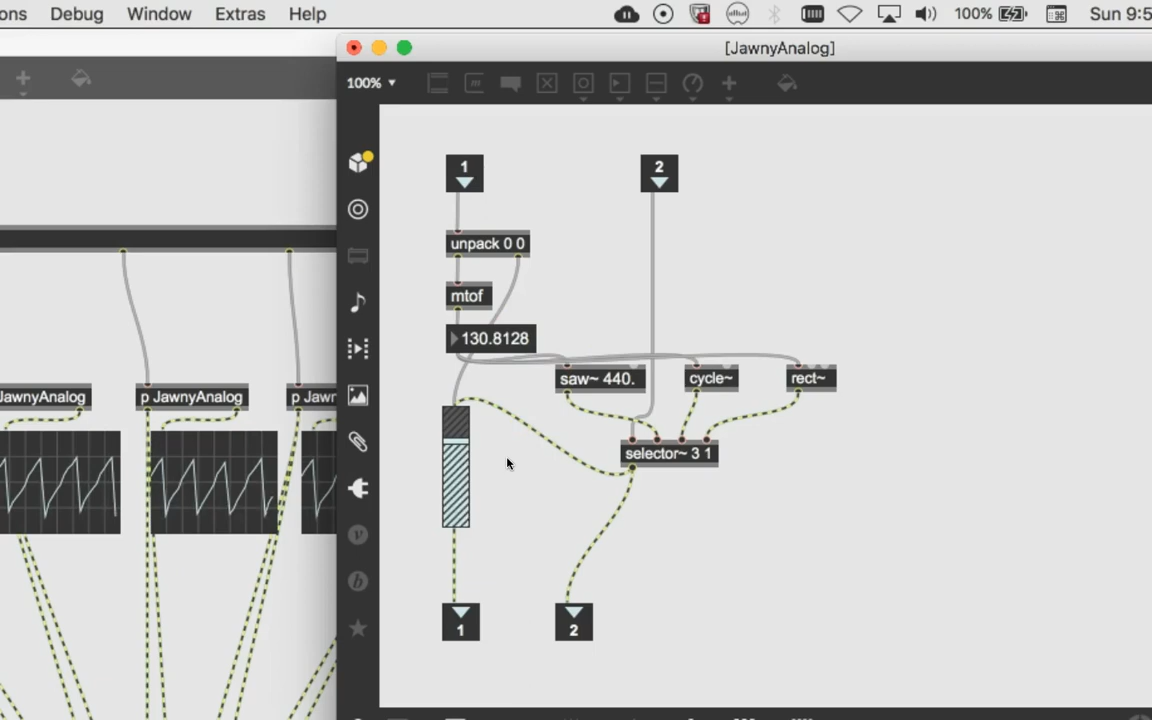 ons Debug Window Extras Help 100% Sun 9:5
[JawnyAnalog]
100%
1 2
unpack 0 0
mtof
130.8128
saw~ 440. cycle~ rect~
JawnyAnalog p JawnyAnalog p Jawr
selector~ 3 1
1 2